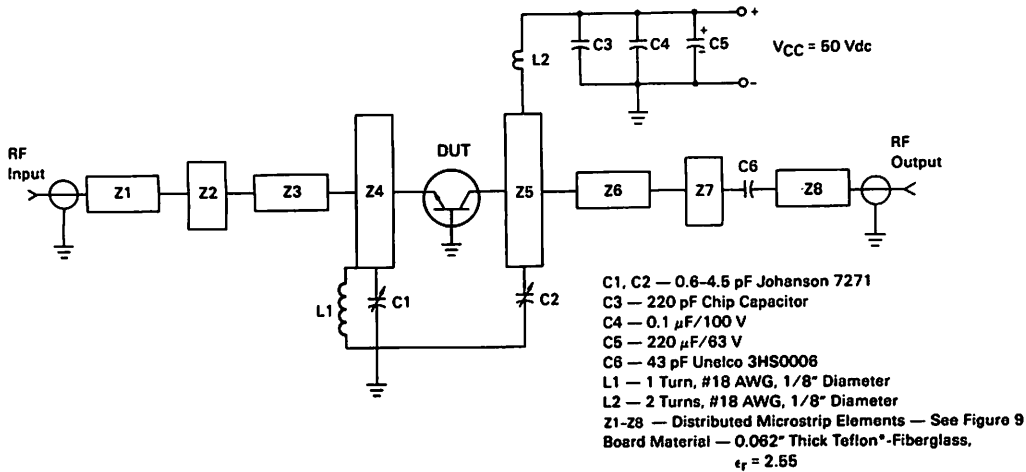 +
C3
C4
+
-
C5
VCC = 50 Vdc
L2
-
RF
Input
Z1
Z2
Z3
Z4
DUT
Z5
Z6
Z7
C6
Z8
RF
Output
L1
C1
C2
C1, C2 — 0.6–4.5 pF Johanson 7271
C3 — 220 pF Chip Capacitor
C4 — 0.1 μF/100 V
C5 — 220 μF/63 V
C6 — 43 pF Unelco 3HS0006
L1 — 1 Turn, #18 AWG, 1/8" Diameter
L2 — 2 Turns, #18 AWG, 1/8" Diameter
Z1-Z8 — Distributed Microstrip Elements — See Figure 9
Board Material — 0.062" Thick Teflon®-Fiberglass,
εr = 2.55